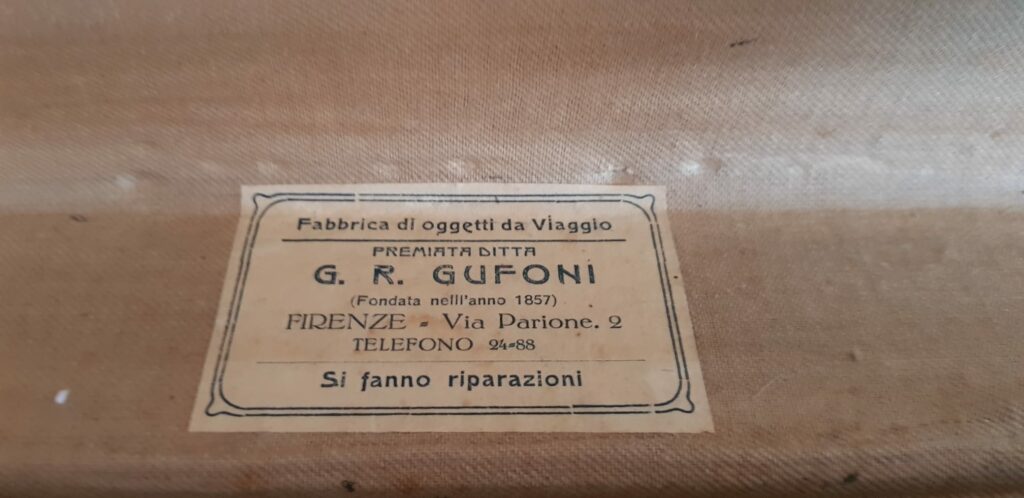 Fabbrica di oggetti da Viaggio
PREMIATA DITTA
G. R. GUFONI
(Fondata nelll'anno 1857)
FIRENZE - Via Parione. 2
TELEFONO 24-88
Si fanno riparazioni